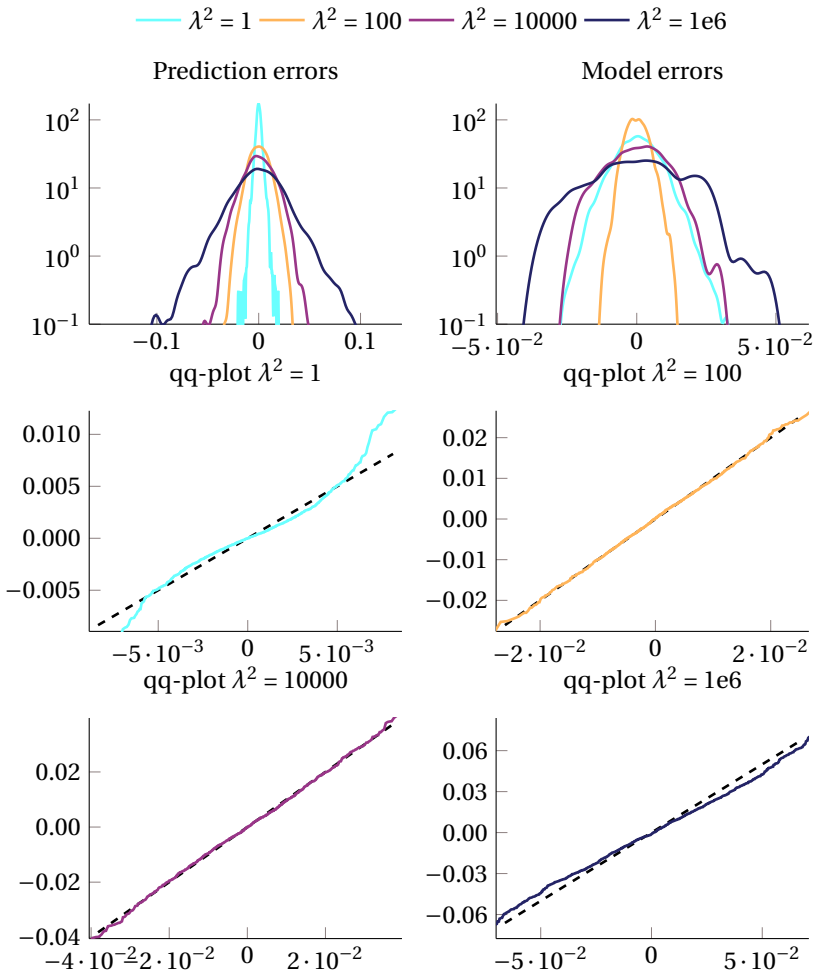 λ² = 1 λ² = 100 λ² = 10000 λ² = 1e6
Prediction errors Model errors
10² 10²
10¹ 10¹
10⁰ 10⁰
10⁻¹ 10⁻¹
−0.1 0 0.1 −5·10⁻² 0 5·10⁻²
qq-plot λ² = 1 qq-plot λ² = 100
0.010 0.02
0.005 0.01
0.000 0.00
−0.005 −0.01
−0.02
−5·10⁻³ 0 5·10⁻³ −2·10⁻² 0 2·10⁻²
qq-plot λ² = 10000 qq-plot λ² = 1e6
0.02 0.06
0.00 0.03
−0.02 0.00
−0.04 −0.03
−0.06
−4·10⁻² −2·10⁻² 0 2·10⁻² −5·10⁻² 0 5·10⁻²